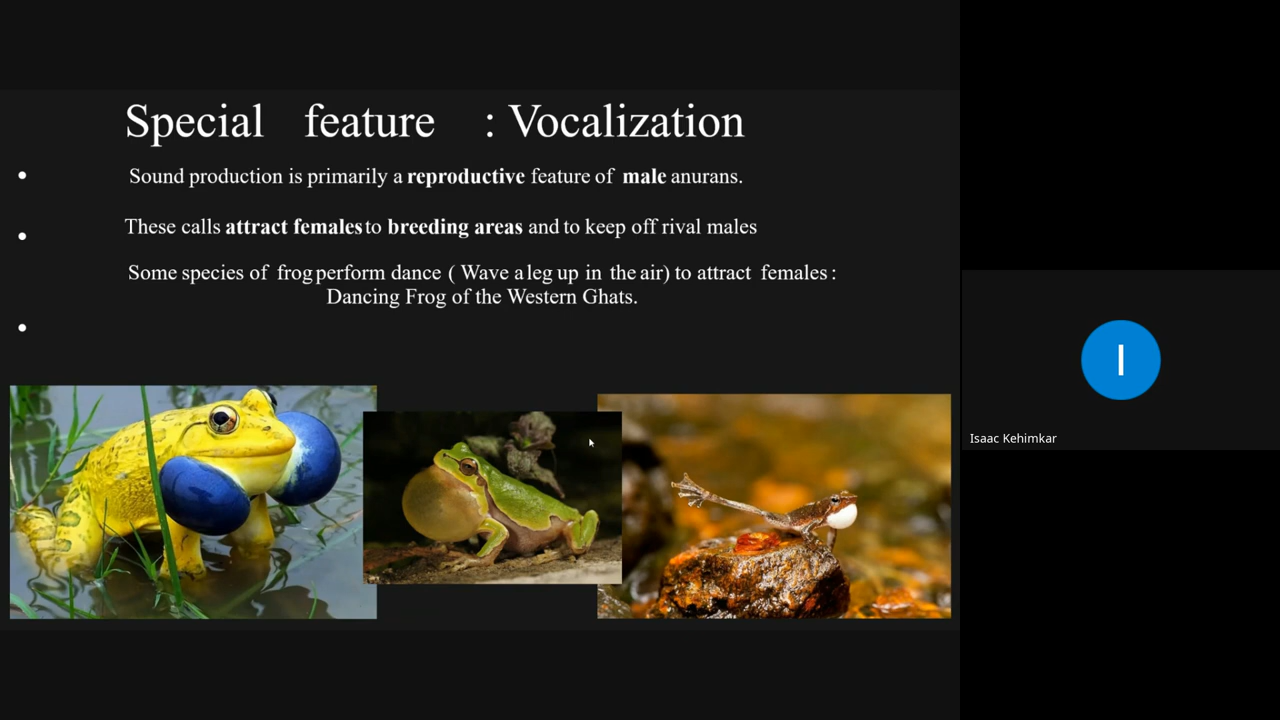 Special feature : Vocalization
• Sound production is primarily a reproductive feature of male anurans.
• These calls attract females to breeding areas and to keep off rival males
Some species of frog perform dance ( Wave a leg up in the air) to attract females :
Dancing Frog of the Western Ghats.
•
I
Isaac Kehimkar